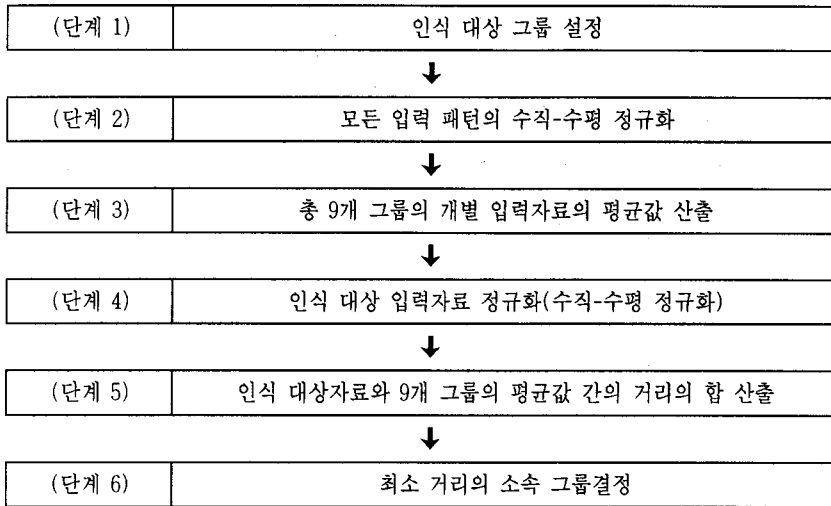 (단계 1) 인식 대상 그룹 설정
(단계 2) 모든 입력 패턴의 수직-수평 정규화
(단계 3) 총 9개 그룹의 개별 입력자료의 평균값 산출
(단계 4) 인식 대상 입력자료 정규화(수직-수평 정규화)
(단계 5) 인식 대상자료와 9개 그룹의 평균값 간의 거리의 합 산출
(단계 6) 최소 거리의 소속 그룹결정